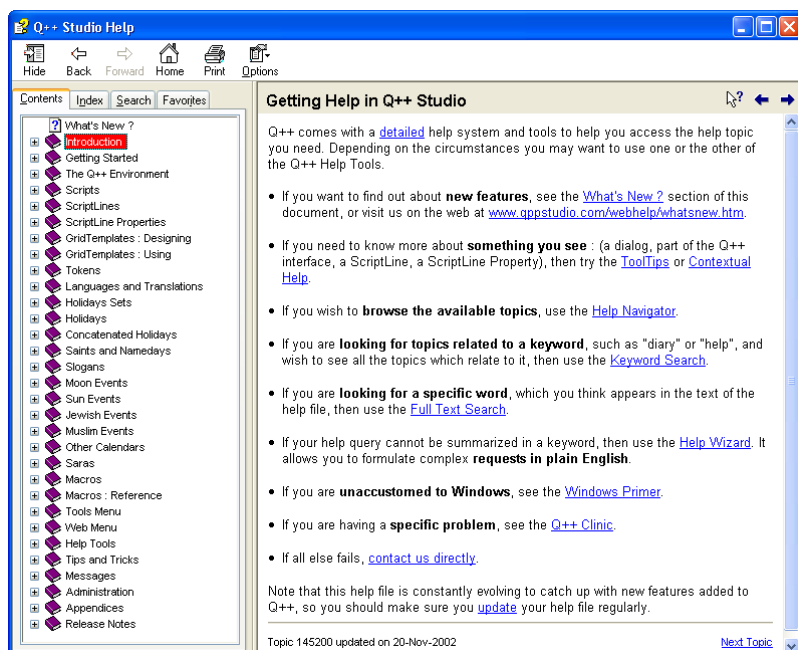 Q++ Studio Help
Hide Back Forward Home Print Options
Contents Index Search Favorites
What's New ?
Introduction
Getting Started
The Q++ Environment
Scripts
ScriptLines
ScriptLine Properties
GridTemplates : Designing
GridTemplates : Using
Tokens
Languages and Translations
Holidays Sets
Holidays
Concatenated Holidays
Saints and Namedays
Slogans
Moon Events
Sun Events
Jewish Events
Muslim Events
Other Calendars
Saras
Macros
Macros : Reference
Tools Menu
Web Menu
Help Tools
Tips and Tricks
Messages
Administration
Appendices
Release Notes
Getting Help in Q++ Studio
Q++ comes with a detailed help system and tools to help you access the help topic
you need. Depending on the circumstances you may want to use one or the other of
the Q++ Help Tools.
• If you want to find out about new features, see the What's New ? section of this
document, or visit us on the web at www.qppstudio.com/webhelp/whatsnew.htm.
• If you need to know more about something you see : (a dialog, part of the Q++
interface, a ScriptLine, a ScriptLine Property), then try the ToolTips or Contextual
Help.
• If you wish to browse the available topics, use the Help Navigator.
• If you are looking for topics related to a keyword, such as "diary" or "help", and
wish to see all the topics which relate to it, then use the Keyword Search.
• If you are looking for a specific word, which you think appears in the text of the
help file, then use the Full Text Search.
• If your help query cannot be summarized in a keyword, then use the Help Wizard. It
allows you to formulate complex requests in plain English.
• If you are unaccustomed to Windows, see the Windows Primer.
• If you are having a specific problem, see the Q++ Clinic.
• If all else fails, contact us directly.
Note that this help file is constantly evolving to catch up with new features added to
Q++, so you should make sure you update your help file regularly.
Topic 145200 updated on 20-Nov-2002 Next Topic